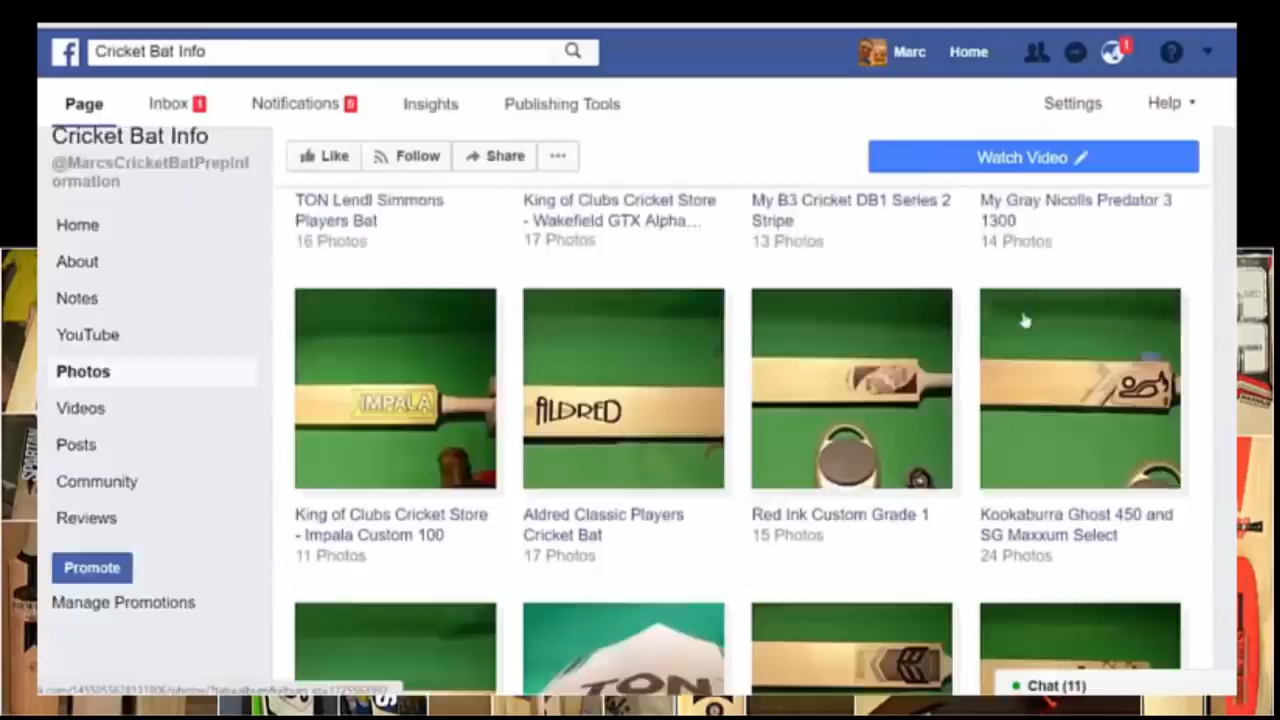 Cricket Bat Info
Marc
Home
1
Page
Inbox 1
Notifications
Insights
Publishing Tools
Settings
Help
Cricket Bat Info
@MarcsCricketBatPrepInf
ormation
Like
Follow
Share
Watch Video
Home
About
Notes
YouTube
Photos
Videos
Posts
Community
Reviews
Promote
Manage Promotions
TON Lendl Simmons
Players Bat
16 Photos
King of Clubs Cricket Store
- Wakefield GTX Alpha...
17 Photos
My B3 Cricket DB1 Series 2
Stripe
13 Photos
My Gray Nicolls Predator 3
1300
14 Photos
IMPALA
ALDRED
King of Clubs Cricket Store
- Impala Custom 100
11 Photos
Aldred Classic Players
Cricket Bat
17 Photos
Red Ink Custom Grade 1
15 Photos
Kookaburra Ghost 450 and
SG Maxxum Select
24 Photos
TON
Chat (11)
SPARTAN